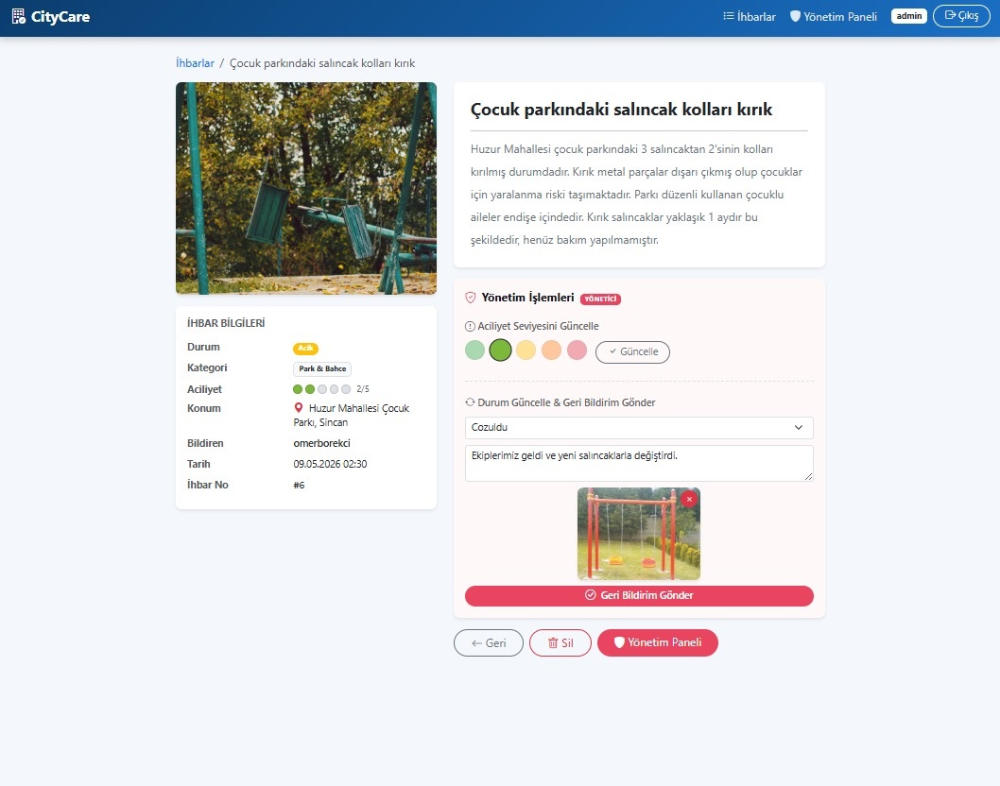 CityCare
İhbarlar
Yönetim Paneli
admin
Çıkış
İhbarlar / Çocuk parkındaki salıncak kolları kırık
Çocuk parkındaki salıncak kolları kırık
Huzur Mahallesi çocuk parkındaki 3 salıncaktan 2'sinin kolları
kırılmış durumdadır. Kırık metal parçalar dışarı çıkmış olup çocuklar
için yaralanma riski taşımaktadır. Parkı düzenli kullanan çocuklu
aileler endişe içindedir. Kırık salıncaklar yaklaşık 1 aydır bu
şekildedir, henüz bakım yapılmamıştır.
İHBAR BİLGİLERİ
Durum Acik
Kategori Park & Bahce
Aciliyet 2/5
Konum Huzur Mahallesi Çocuk
Parkı, Sincan
Bildiren omerborekci
Tarih 09.05.2026 02:30
İhbar No #6
Yönetim İşlemleri YÖNETİCİ
Aciliyet Seviyesini Güncelle
Güncelle
Durum Güncelle & Geri Bildirim Gönder
Cozuldu
Ekiplerimiz geldi ve yeni salıncaklarla değiştirdi.
Geri Bildirim Gönder
Geri
Sil
Yönetim Paneli